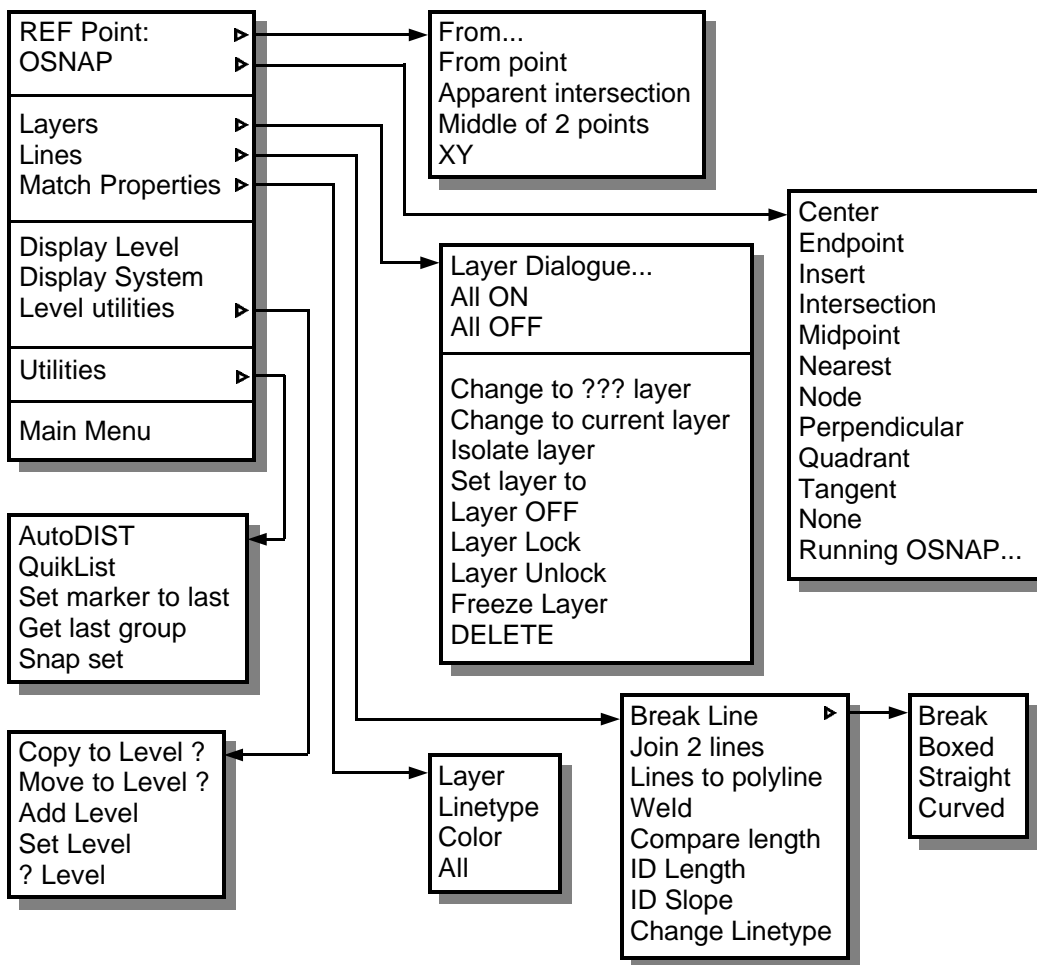 REF Point:
OSNAP
Layers
Lines
Match Properties
Display Level
Display System
Level utilities
Utilities
Main Menu
From...
From point
Apparent intersection
Middle of 2 points
XY
Center
Endpoint
Insert
Intersection
Midpoint
Nearest
Node
Perpendicular
Quadrant
Tangent
None
Running OSNAP...
Layer Dialogue...
All ON
All OFF
Change to ??? layer
Change to current layer
Isolate layer
Set layer to
Layer OFF
Layer Lock
Layer Unlock
Freeze Layer
DELETE
AutoDIST
QuikList
Set marker to last
Get last group
Snap set
Copy to Level ?
Move to Level ?
Add Level
Set Level
? Level
Layer
Linetype
Color
All
Break Line
Join 2 lines
Lines to polyline
Weld
Compare length
ID Length
ID Slope
Change Linetype
Break
Boxed
Straight
Curved